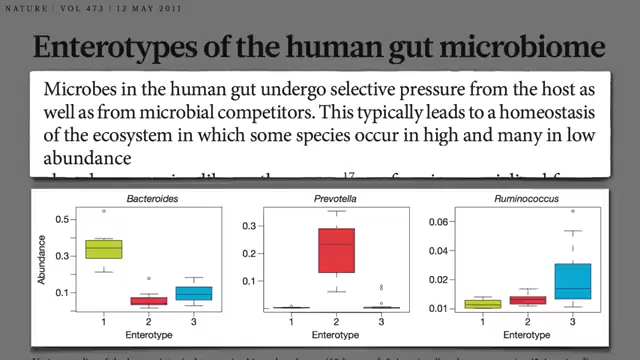 NATURE | VOL 473 | 12 MAY 2011
Enterotypes of the human gut microbiome
Microbes in the human gut undergo selective pressure from the host as
well as from microbial competitors. This typically leads to a homeostasis
of the ecosystem in which some species occur in high and many in low
abundance
Bacteroides Prevotella Ruminococcus
Abundance
0.5
0.3
0.1
1 2 3
Enterotype
0.3
0.2
0.1
1 2 3
Enterotype
0.06
0.04
0.02
0.01
1 2 3
Enterotype